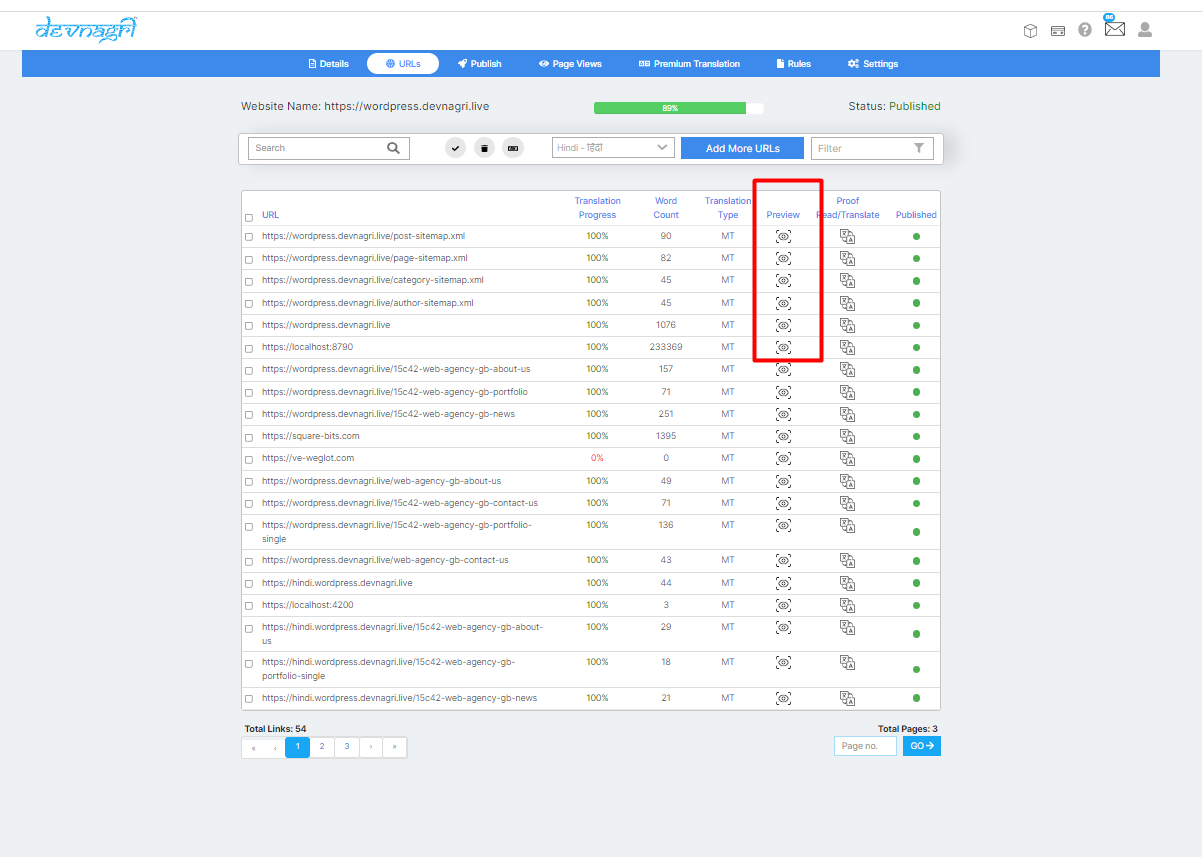 devnagri
86
Details URLs Publish Page Views Premium Translation Rules Settings
Website Name: https://wordpress.devnagri.live 89% Status: Published
Search Hindi - हिंदी Add More URLs Filter
Translation Word Translation Proof
URL Progress Count Type Preview Read/Translate Published
https://wordpress.devnagri.live/post-sitemap.xml 100% 90 MT
https://wordpress.devnagri.live/page-sitemap.xml 100% 82 MT
https://wordpress.devnagri.live/category-sitemap.xml 100% 45 MT
https://wordpress.devnagri.live/author-sitemap.xml 100% 45 MT
https://wordpress.devnagri.live 100% 1076 MT
https://localhost:8790 100% 233369 MT
https://wordpress.devnagri.live/15c42-web-agency-gb-about-us 100% 157 MT
https://wordpress.devnagri.live/15c42-web-agency-gb-portfolio 100% 71 MT
https://wordpress.devnagri.live/15c42-web-agency-gb-news 100% 251 MT
https://square-bits.com 100% 1395 MT
https://ve-weglot.com 0% 0 MT
https://wordpress.devnagri.live/web-agency-gb-about-us 100% 49 MT
https://wordpress.devnagri.live/15c42-web-agency-gb-contact-us 100% 71 MT
https://wordpress.devnagri.live/15c42-web-agency-gb-portfolio- 100% 136 MT
single
https://wordpress.devnagri.live/web-agency-gb-contact-us 100% 43 MT
https://hindi.wordpress.devnagri.live 100% 44 MT
https://localhost:4200 100% 3 MT
https://hindi.wordpress.devnagri.live/15c42-web-agency-gb-about- 100% 29 MT
us
https://hindi.wordpress.devnagri.live/15c42-web-agency-gb- 100% 18 MT
portfolio-single
https://hindi.wordpress.devnagri.live/15c42-web-agency-gb-news 100% 21 MT
Total Links: 54 Total Pages: 3
« ‹ 1 2 3 › » Page no. GO →